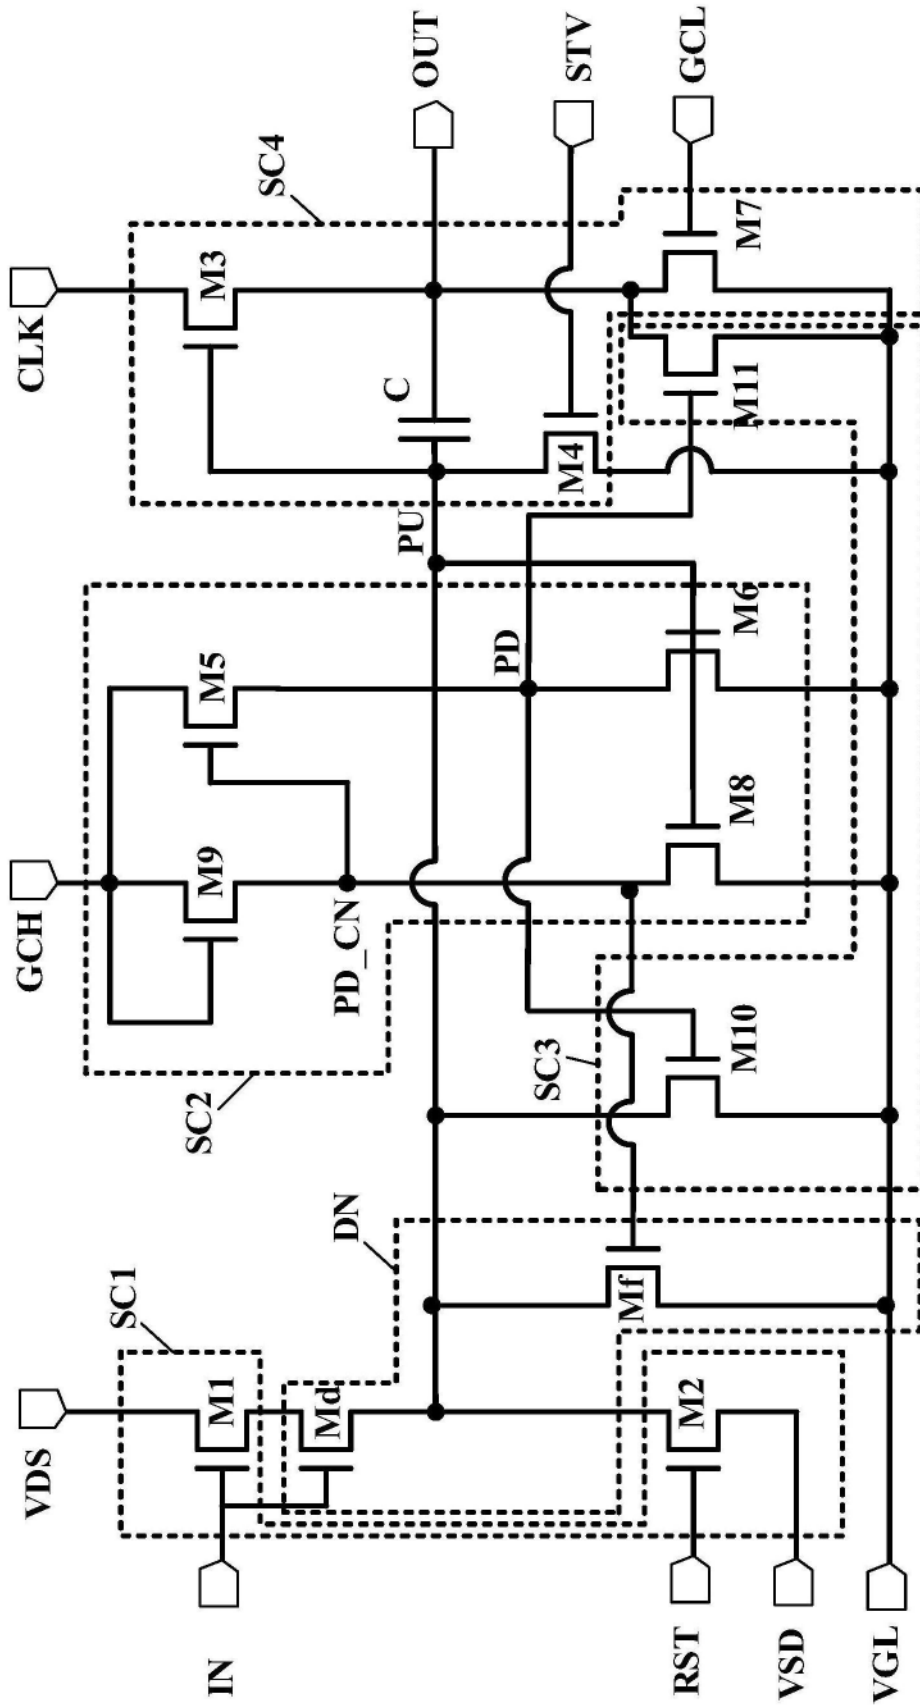 VDS
SC1
GCH
CLK
IN
M1
Md
DN
SC2
M9
M5
M3
SC4
PD_CN
PU
C
OUT
PD
STV
M4
SC3
Mf
RST
M2
M10
M8
M6
M11
M7
GCL
VSD
VGL